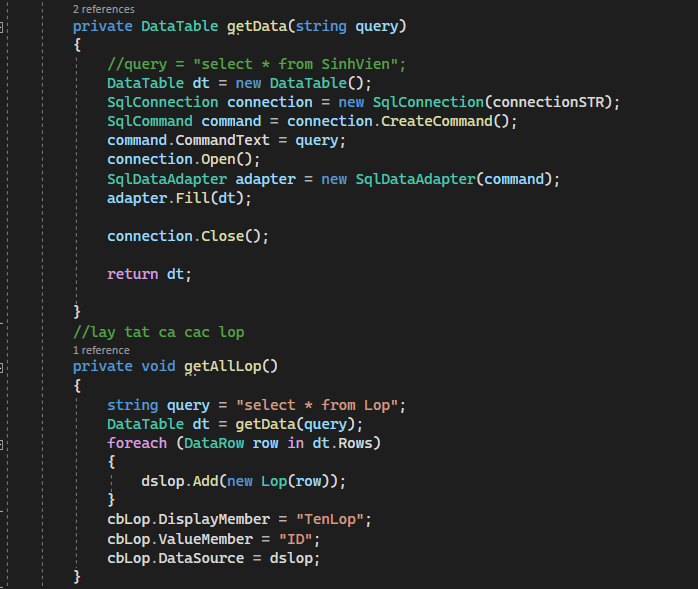 2 references
private DataTable getData(string query)
{
//query = "select * from SinhVien";
DataTable dt = new DataTable();
SqlConnection connection = new SqlConnection(connectionSTR);
SqlCommand command = connection.CreateCommand();
command.CommandText = query;
connection.Open();
SqlDataAdapter adapter = new SqlDataAdapter(command);
adapter.Fill(dt);
connection.Close();
return dt;
}
//lay tat ca cac lop
1 reference
private void getAllLop()
{
string query = "select * from Lop";
DataTable dt = getData(query);
foreach (DataRow row in dt.Rows)
{
dslop.Add(new Lop(row));
}
cbLop.DisplayMember = "TenLop";
cbLop.ValueMember = "ID";
cbLop.DataSource = dslop;
}